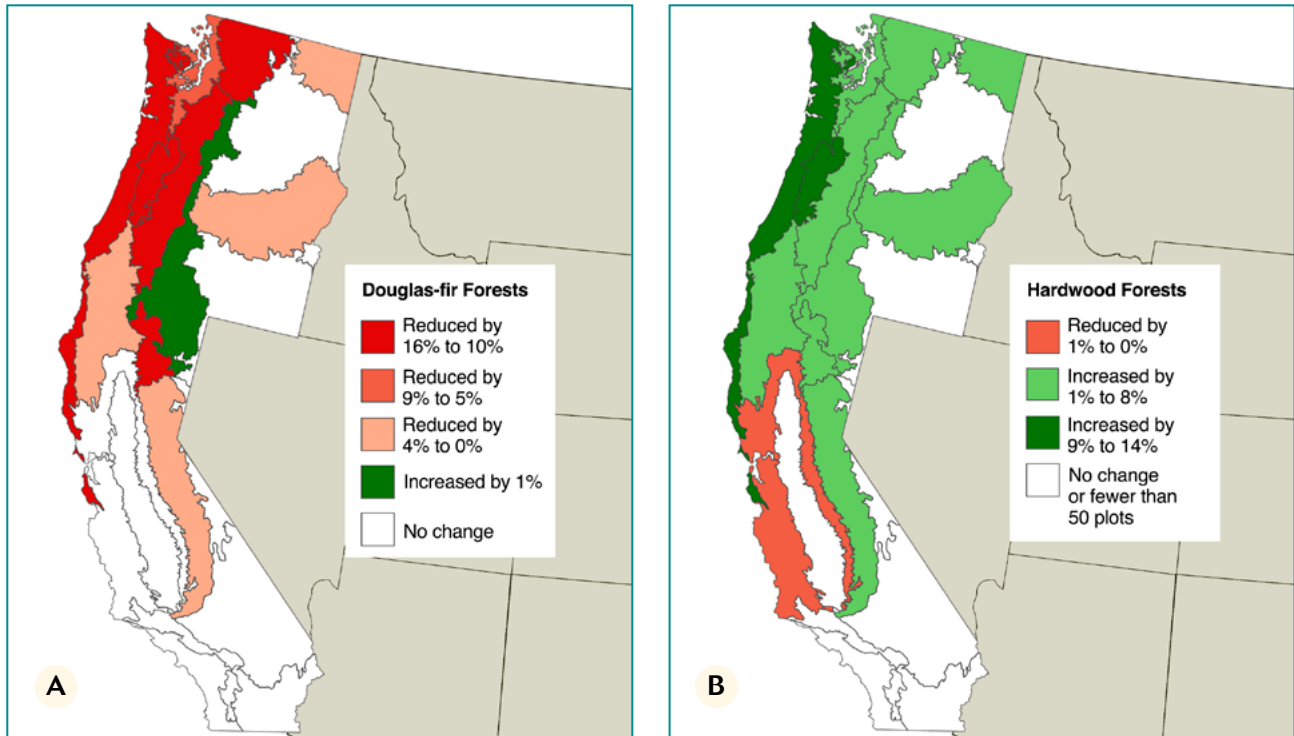 Douglas-fir Forests
Reduced by
16% to 10%
Reduced by
9% to 5%
Reduced by
4% to 0%
Increased by 1%
No change
A
Hardwood Forests
Reduced by
1% to 0%
Increased by
1% to 8%
Increased by
9% to 14%
No change
or fewer than
50 plots
B